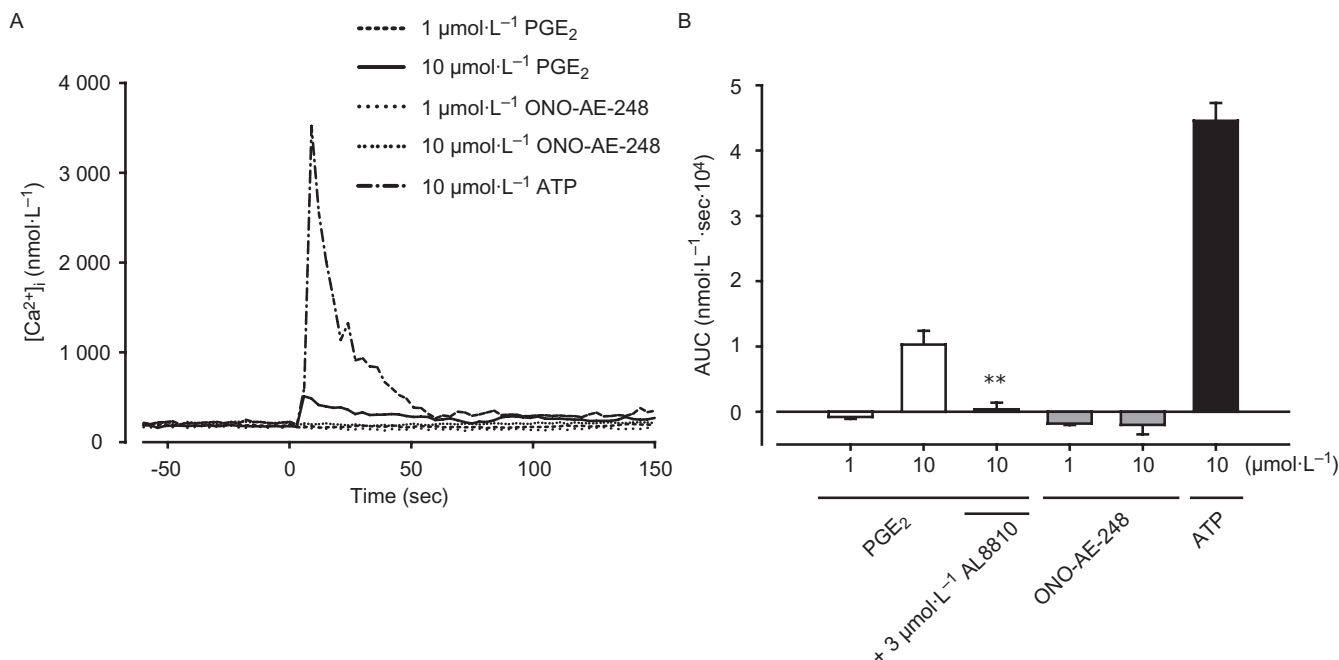 A
1 µmol·L⁻¹ PGE₂
10 µmol·L⁻¹ PGE₂
1 µmol·L⁻¹ ONO-AE-248
10 µmol·L⁻¹ ONO-AE-248
10 µmol·L⁻¹ ATP
[Ca²⁺]ᵢ (nmol·L⁻¹)
4 000
3 000
2 000
1 000
0
-50
0
50
100
150
Time (sec)
B
AUC (nmol·L⁻¹·sec·10⁴)
5
4
3
2
1
0
**
1
10
10
1
10
10
(µmol·L⁻¹)
PGE₂
+ 3 µmol·L⁻¹ AL8810
ONO-AE-248
ATP